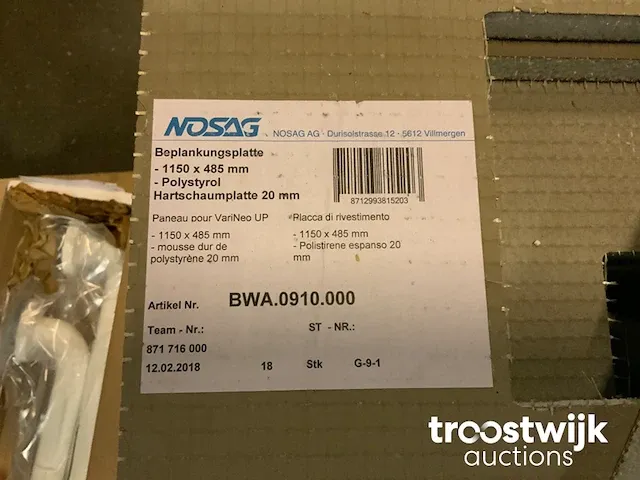 NOSAG NOSAG AG - Durisolstrasse 12 - 5612 Villmergen
Beplankungsplatte
- 1150 x 485 mm
- Polystyrol
Hartschaumplatte 20 mm
8712993815203
Paneau pour VariNeo UP
- 1150 x 485 mm
- mousse dur de
polystyrène 20 mm
Placca di rivestimento
- 1150 x 485 mm
- Polistirene espanso 20
mm
Artikel Nr. BWA.0910.000
Team - Nr.: ST - NR.:
871 716 000
12.02.2018 18 Stk G-9-1
troostwijk
auctions